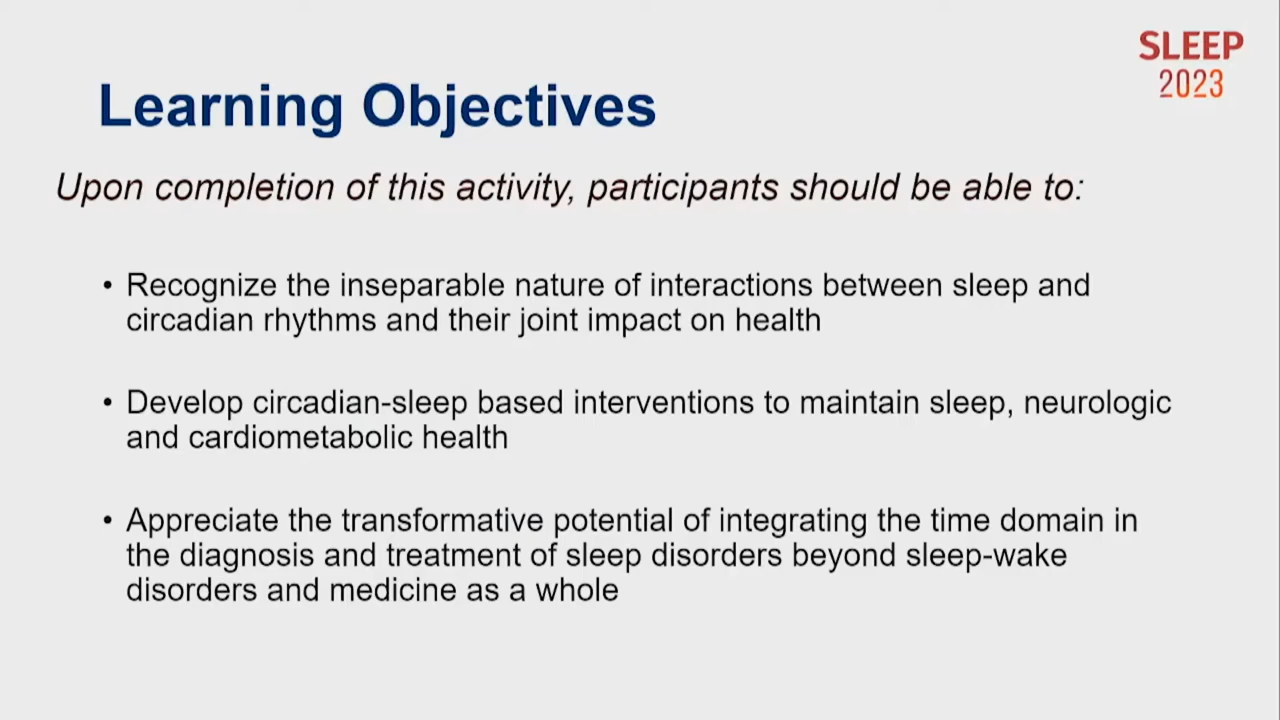 SLEEP
2023
Learning Objectives
Upon completion of this activity, participants should be able to:
• Recognize the inseparable nature of interactions between sleep and
circadian rhythms and their joint impact on health
• Develop circadian-sleep based interventions to maintain sleep, neurologic
and cardiometabolic health
• Appreciate the transformative potential of integrating the time domain in
the diagnosis and treatment of sleep disorders beyond sleep-wake
disorders and medicine as a whole